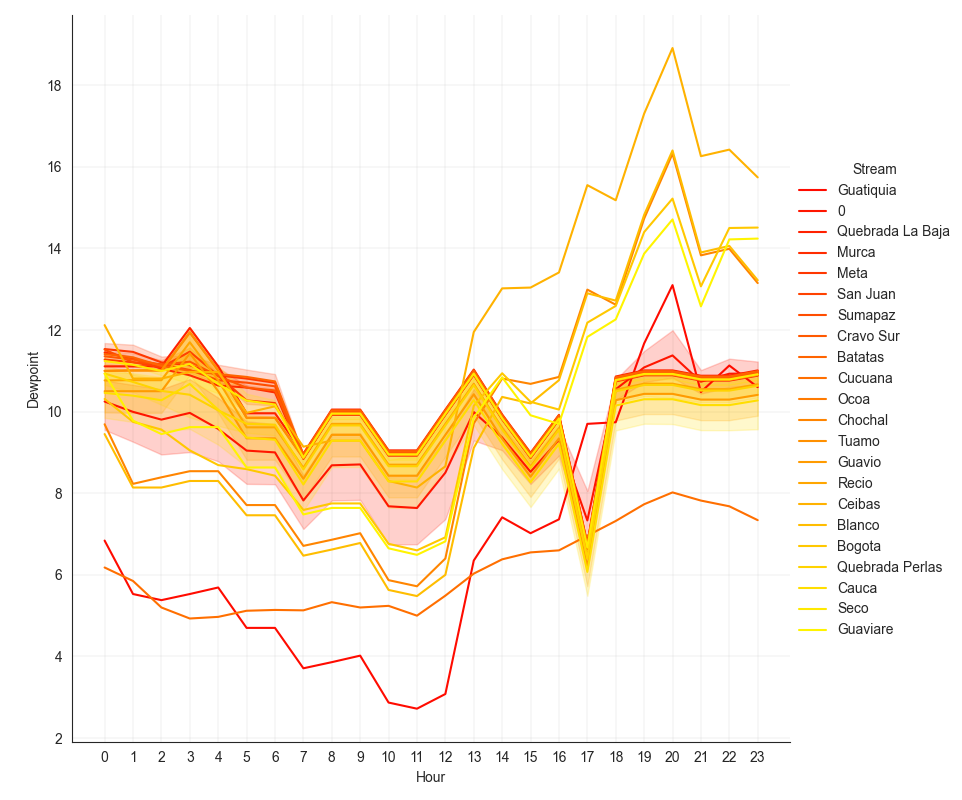 18
16
14
12
10
8
6
4
2
Dewpoint
0 1 2 3 4 5 6 7 8 9 10 11 12 13 14 15 16 17 18 19 20 21 22 23
Hour
Stream
Guatiquia
0
Quebrada La Baja
Murca
Meta
San Juan
Sumapaz
Cravo Sur
Batatas
Cucuana
Ocoa
Chochal
Tuamo
Guavio
Recio
Ceibas
Blanco
Bogota
Quebrada Perlas
Cauca
Seco
Guaviare